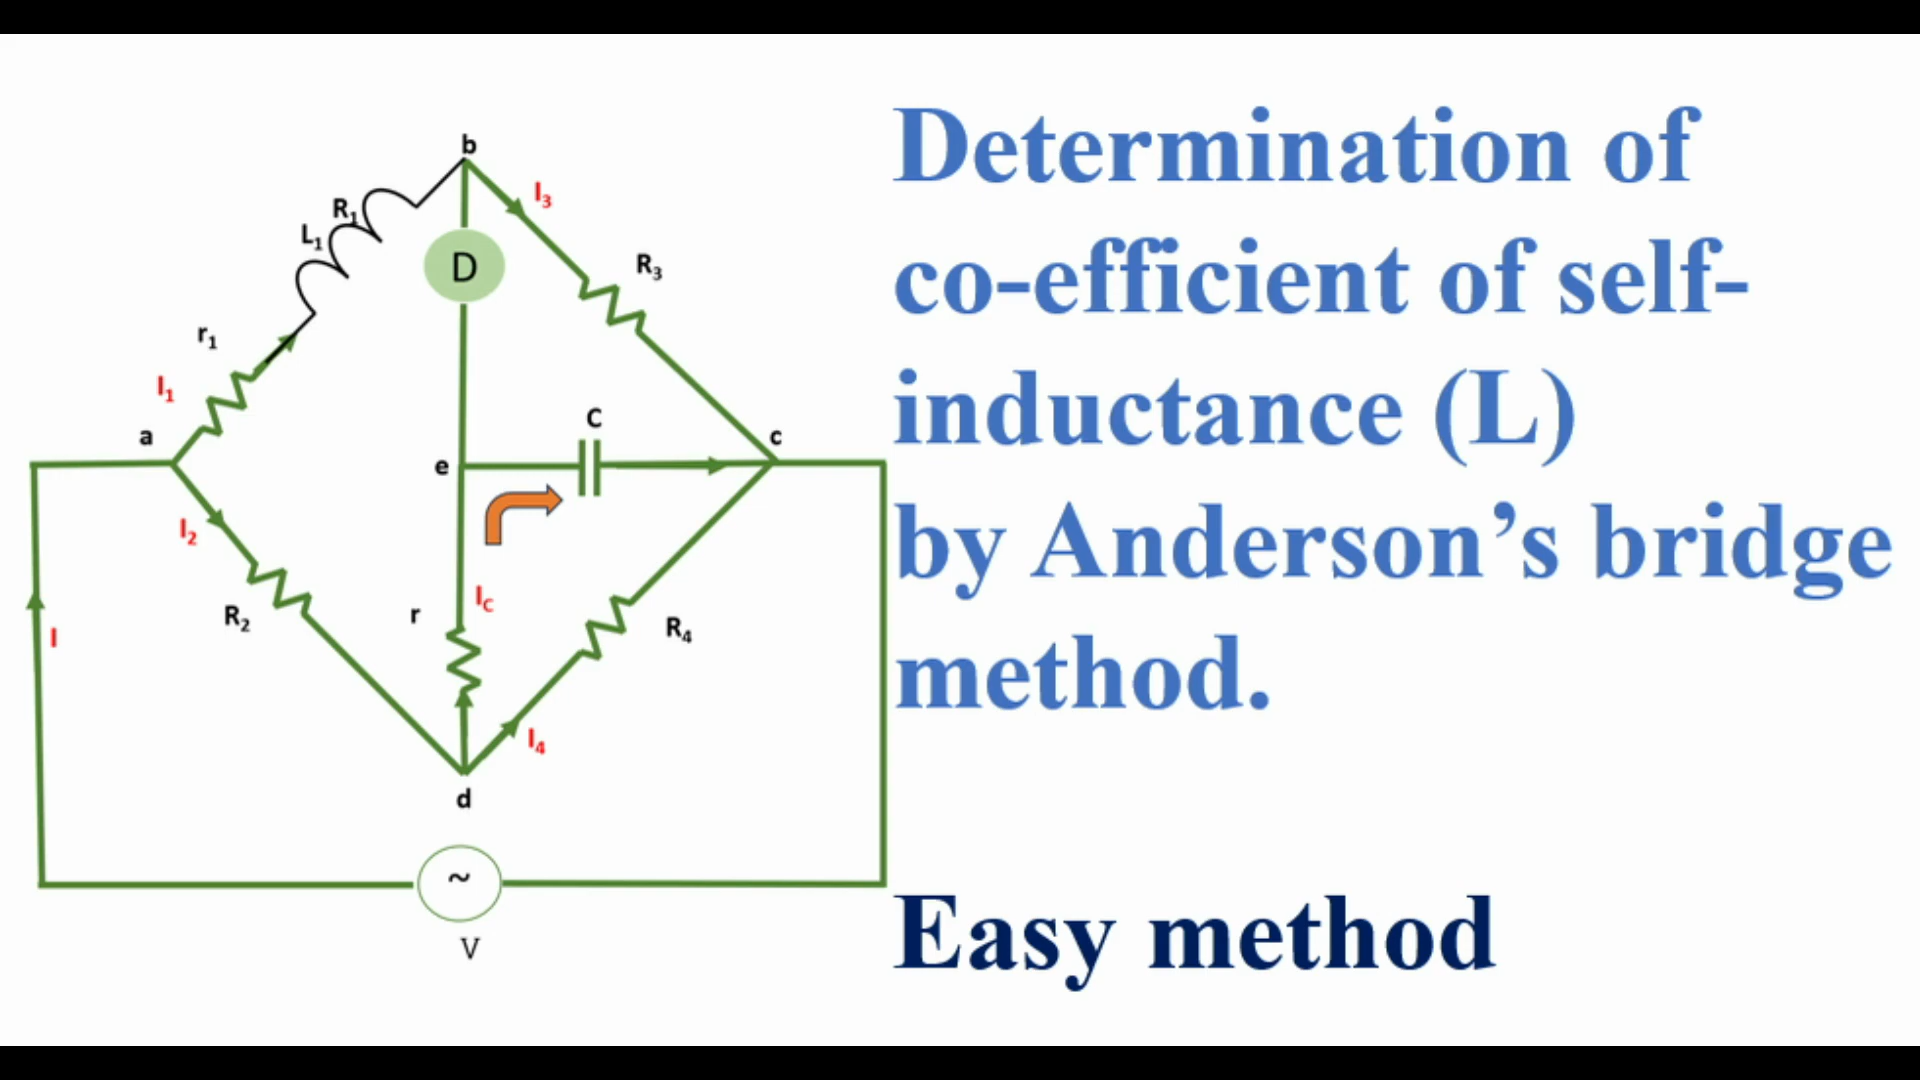 b
I₃
R₁
L₁
D
R₃
r₁
I₁
C
a
c
e
I₂
I_C
r
R₂
R₄
I
I₄
d
~
V
Determination of
co-efficient of self-
inductance (L)
by Anderson’s bridge
method.
Easy method